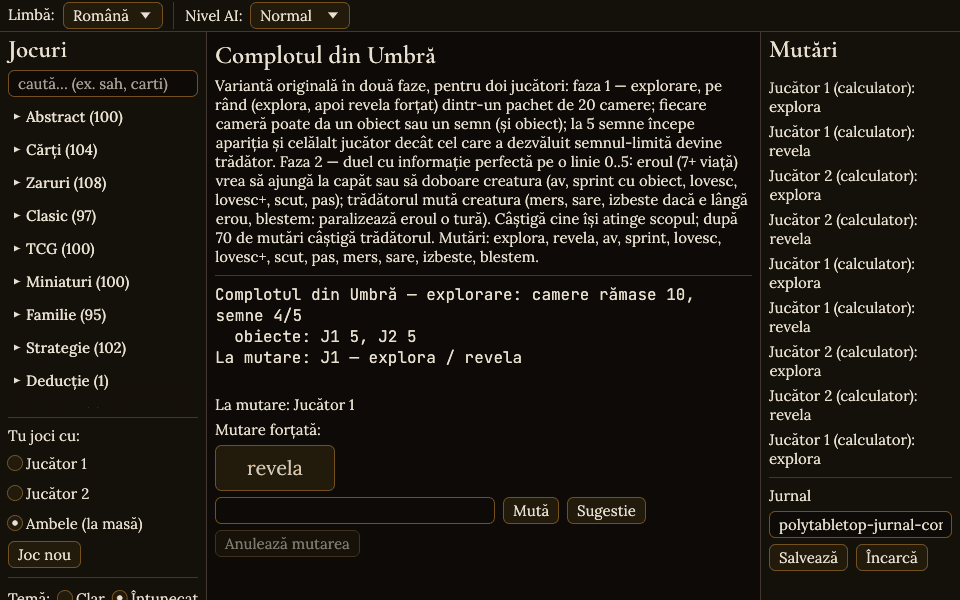 Limbă: Română ▼ Nivel AI: Normal ▼
Jocuri
caută... (ex. sah, carti)
▸ Abstract (100)
▸ Cărți (104)
▸ Zaruri (108)
▸ Clasic (97)
▸ TCG (100)
▸ Miniaturi (100)
▸ Familie (95)
▸ Strategie (102)
▸ Deducție (1)
Tu joci cu:
Jucător 1
Jucător 2
Ambele (la masă)
Joc nou
Temă: Clar Întunecat
Complotul din Umbră
Variantă originală în două faze, pentru doi jucători: faza 1 — explorare, pe
rând (explora, apoi revela forțat) dintr-un pachet de 20 camere; fiecare
cameră poate da un obiect sau un semn (și obiect); la 5 semne începe
apariția și celălalt jucător decât cel care a dezvăluit semnul-limită devine
trădător. Faza 2 — duel cu informație perfectă pe o linie 0..5: eroul (7+ viață)
vrea să ajungă la capăt sau să doboare creatura (av, sprint cu obiect, lovesc,
lovesc+, scut, pas); trădătorul mută creatura (mers, sare, izbeste dacă e lângă
erou, blestem: paralizează eroul o tură). Câștigă cine își atinge scopul; după
70 de mutări câștigă trădătorul. Mutări: explora, revela, av, sprint, lovesc,
lovesc+, scut, pas, mers, sare, izbeste, blestem.
Complotul din Umbră — explorare: camere rămase 10,
semne 4/5
obiecte: J1 5, J2 5
La mutare: J1 — explora / revela
La mutare: Jucător 1
Mutare forțată:
revela
Mută Sugestie
Anulează mutarea
Mutări
Jucător 1 (calculator):
explora
Jucător 1 (calculator):
revela
Jucător 2 (calculator):
explora
Jucător 2 (calculator):
revela
Jucător 1 (calculator):
explora
Jucător 1 (calculator):
revela
Jucător 2 (calculator):
explora
Jucător 2 (calculator):
revela
Jucător 1 (calculator):
explora
Jurnal
polytabletop-jurnal-cor
Salvează Încarcă